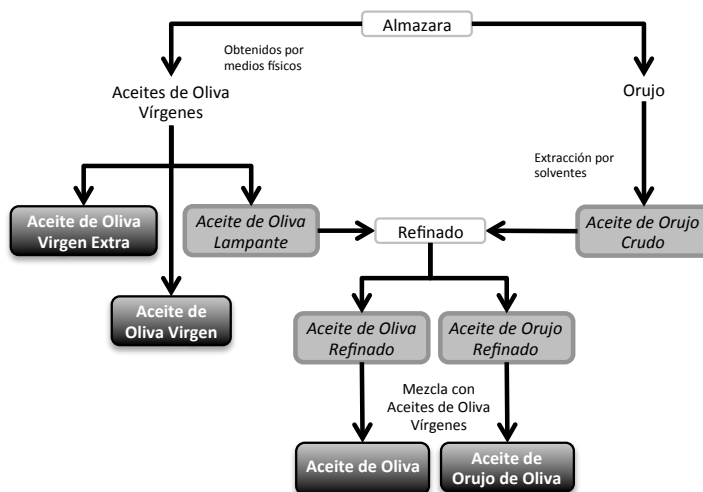 Almazara
Obtenidos por
medios físicos
Aceites de Oliva
Vírgenes
Orujo
Extracción por
solventes
Aceite de Oliva
Virgen Extra
Aceite de Oliva
Lampante
Refinado
Aceite de Orujo
Crudo
Aceite de
Oliva Virgen
Aceite de Oliva
Refinado
Aceite de Orujo
Refinado
Mezcla con
Aceites de Oliva
Vírgenes
Aceite de Oliva
Aceite de
Orujo de Oliva